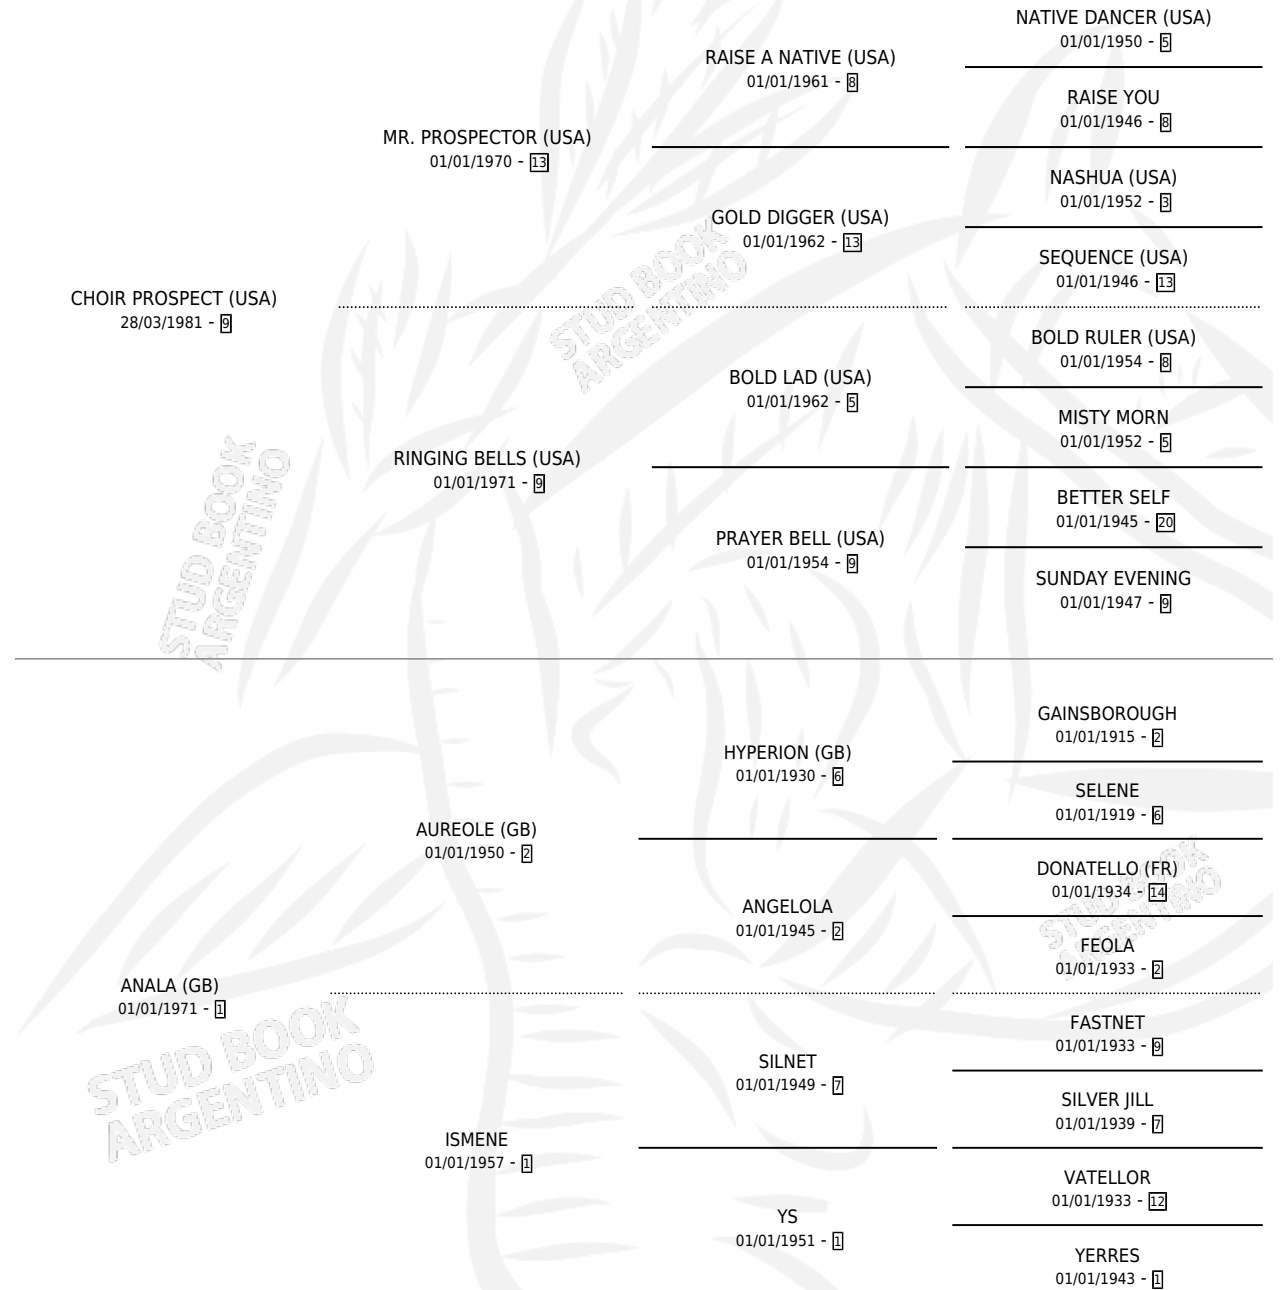 NATIVE DANCER (USA)
01/01/1950 - 5
RAISE A NATIVE (USA)
01/01/1961 - 8
RAISE YOU
01/01/1946 - 8
MR. PROSPECTOR (USA)
01/01/1970 - 13
NASHUA (USA)
01/01/1952 - 3
GOLD DIGGER (USA)
01/01/1962 - 13
SEQUENCE (USA)
01/01/1946 - 13
CHOIR PROSPECT (USA)
28/03/1981 - 9
STUD BOOK
ARGENTINO
BOLD RULER (USA)
01/01/1954 - 8
BOLD LAD (USA)
01/01/1962 - 5
MISTY MORN
01/01/1952 - 5
RINGING BELLS (USA)
01/01/1971 - 9
BETTER SELF
01/01/1945 - 20
PRAYER BELL (USA)
01/01/1954 - 9
SUNDAY EVENING
01/01/1947 - 9
STUD BOOK
ARGENTINO
GAINSBOROUGH
01/01/1915 - 2
HYPERION (GB)
01/01/1930 - 6
SELENE
01/01/1919 - 6
AUREOLE (GB)
01/01/1950 - 2
DONATELLO (FR)
01/01/1934 - 14
ANGELOLA
01/01/1945 - 2
STUD BOOK
ARGENTINO
FEOLA
01/01/1933 - 2
ANALA (GB)
01/01/1971 - 1
FASTNET
01/01/1933 - 9
SILNET
01/01/1949 - 7
STUD BOOK
ARGENTINO
SILVER JILL
01/01/1939 - 7
ISMENE
01/01/1957 - 1
VATELLOR
01/01/1933 - 12
YS
01/01/1951 - 1
YERRES
01/01/1943 - 1